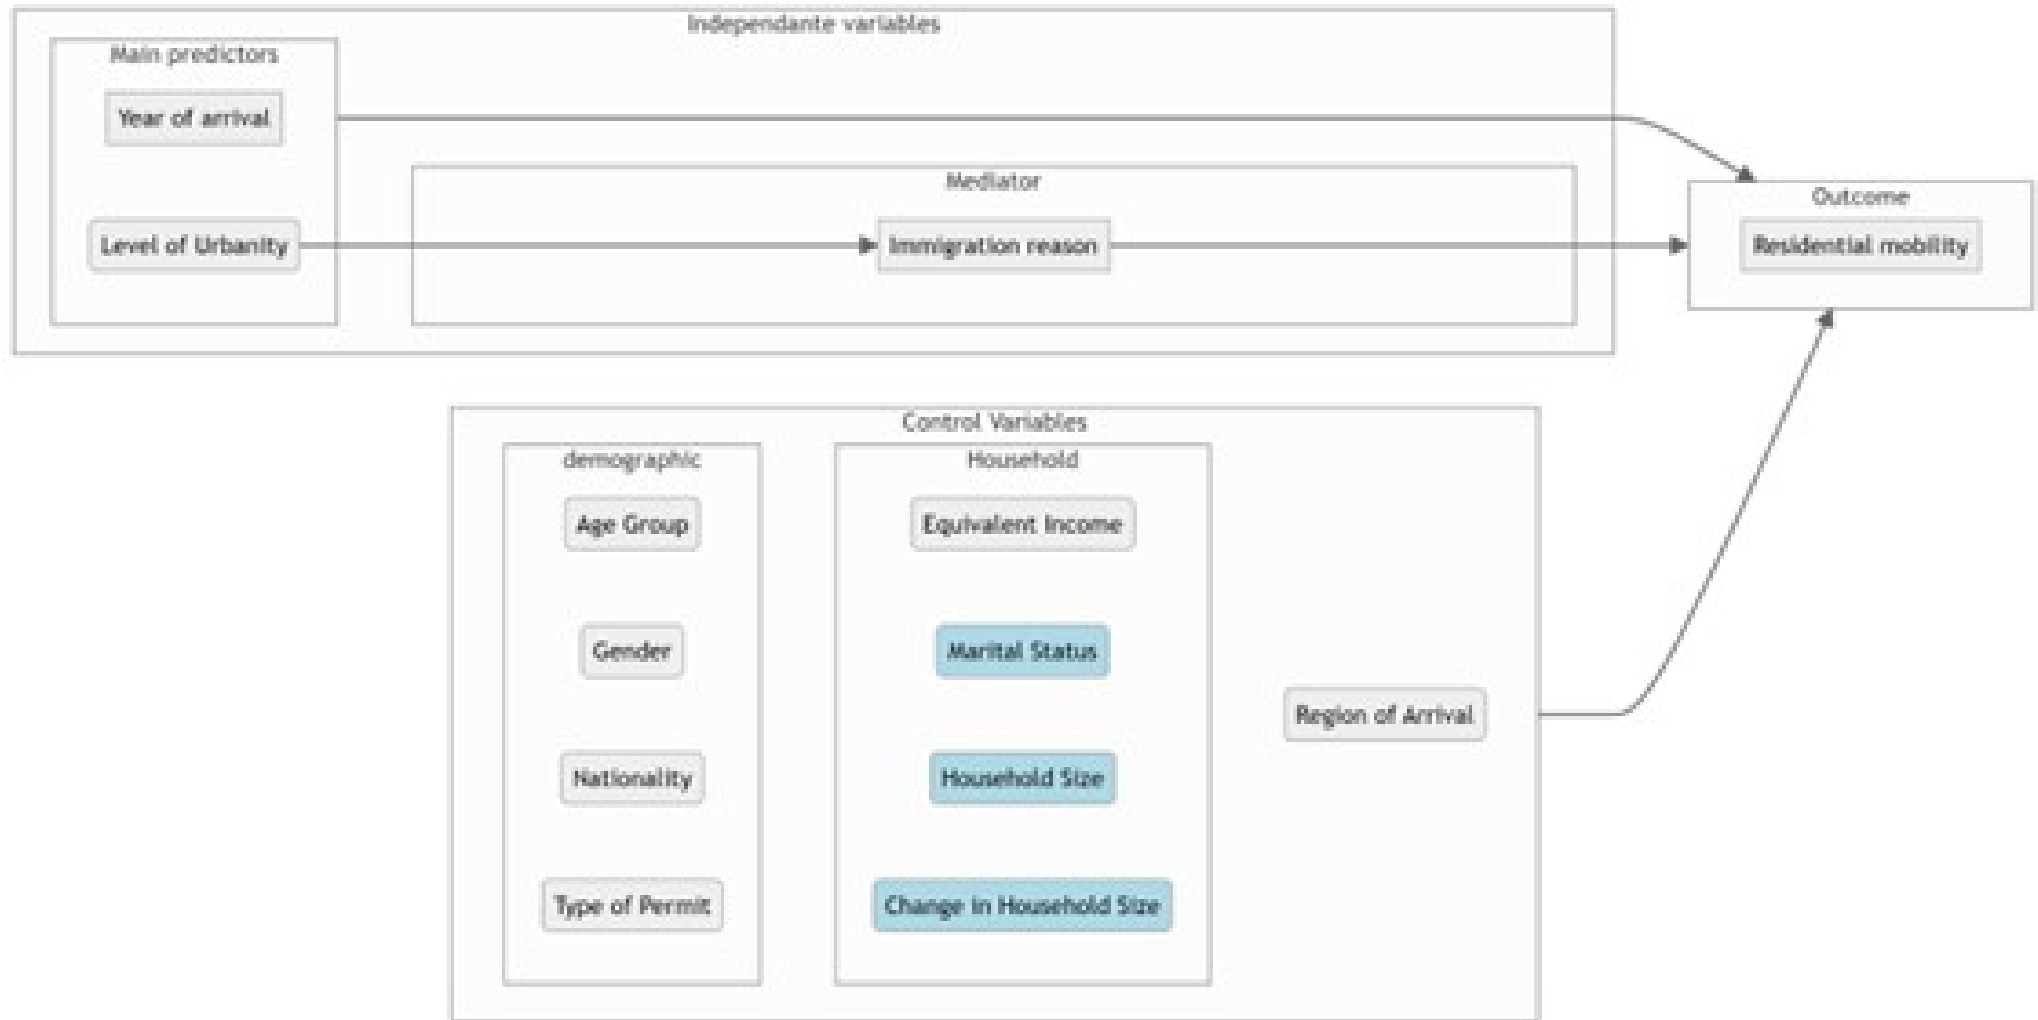 Independante variables
Main predictors
Year of arrival
Level of Urbanity
Mediator
Immigration reason
Outcome
Residential mobility
Control Variables
demographic
Age Group
Gender
Nationality
Type of Permit
Household
Equivalent Income
Marital Status
Household Size
Change in Household Size
Region of Arrival